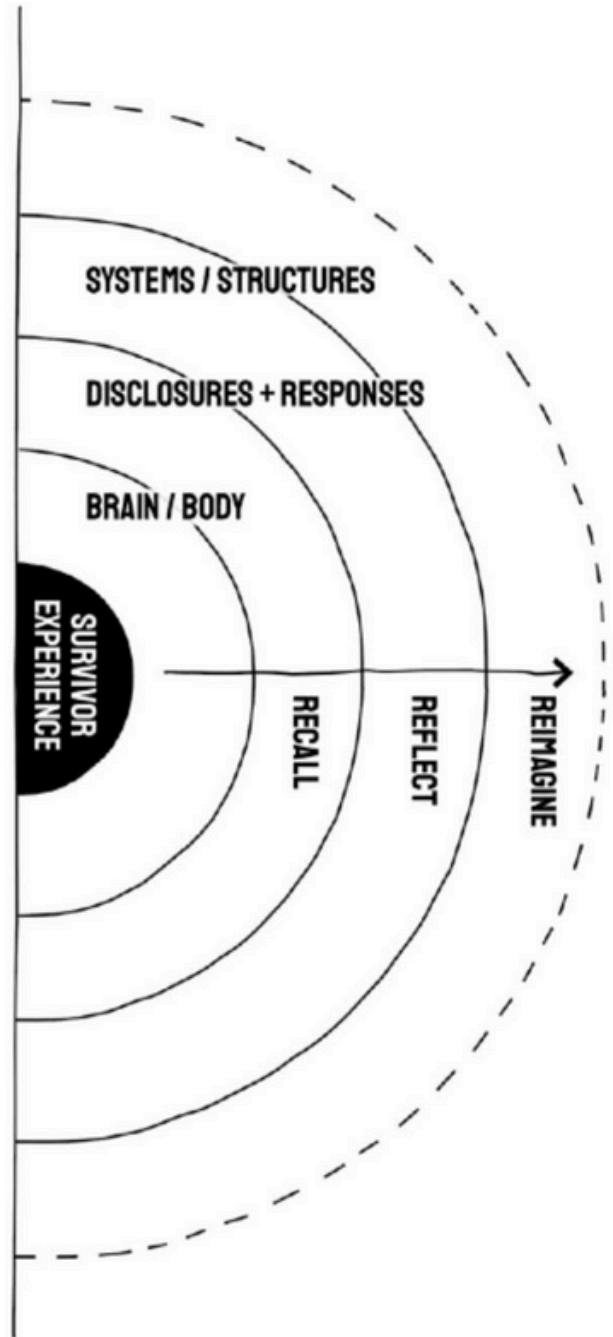 SYSTEMS / STRUCTURES
DISCLOSURES + RESPONSES
BRAIN / BODY
SURVIVOR
EXPERIENCE
RECALL
REFLECT
REIMAGINE